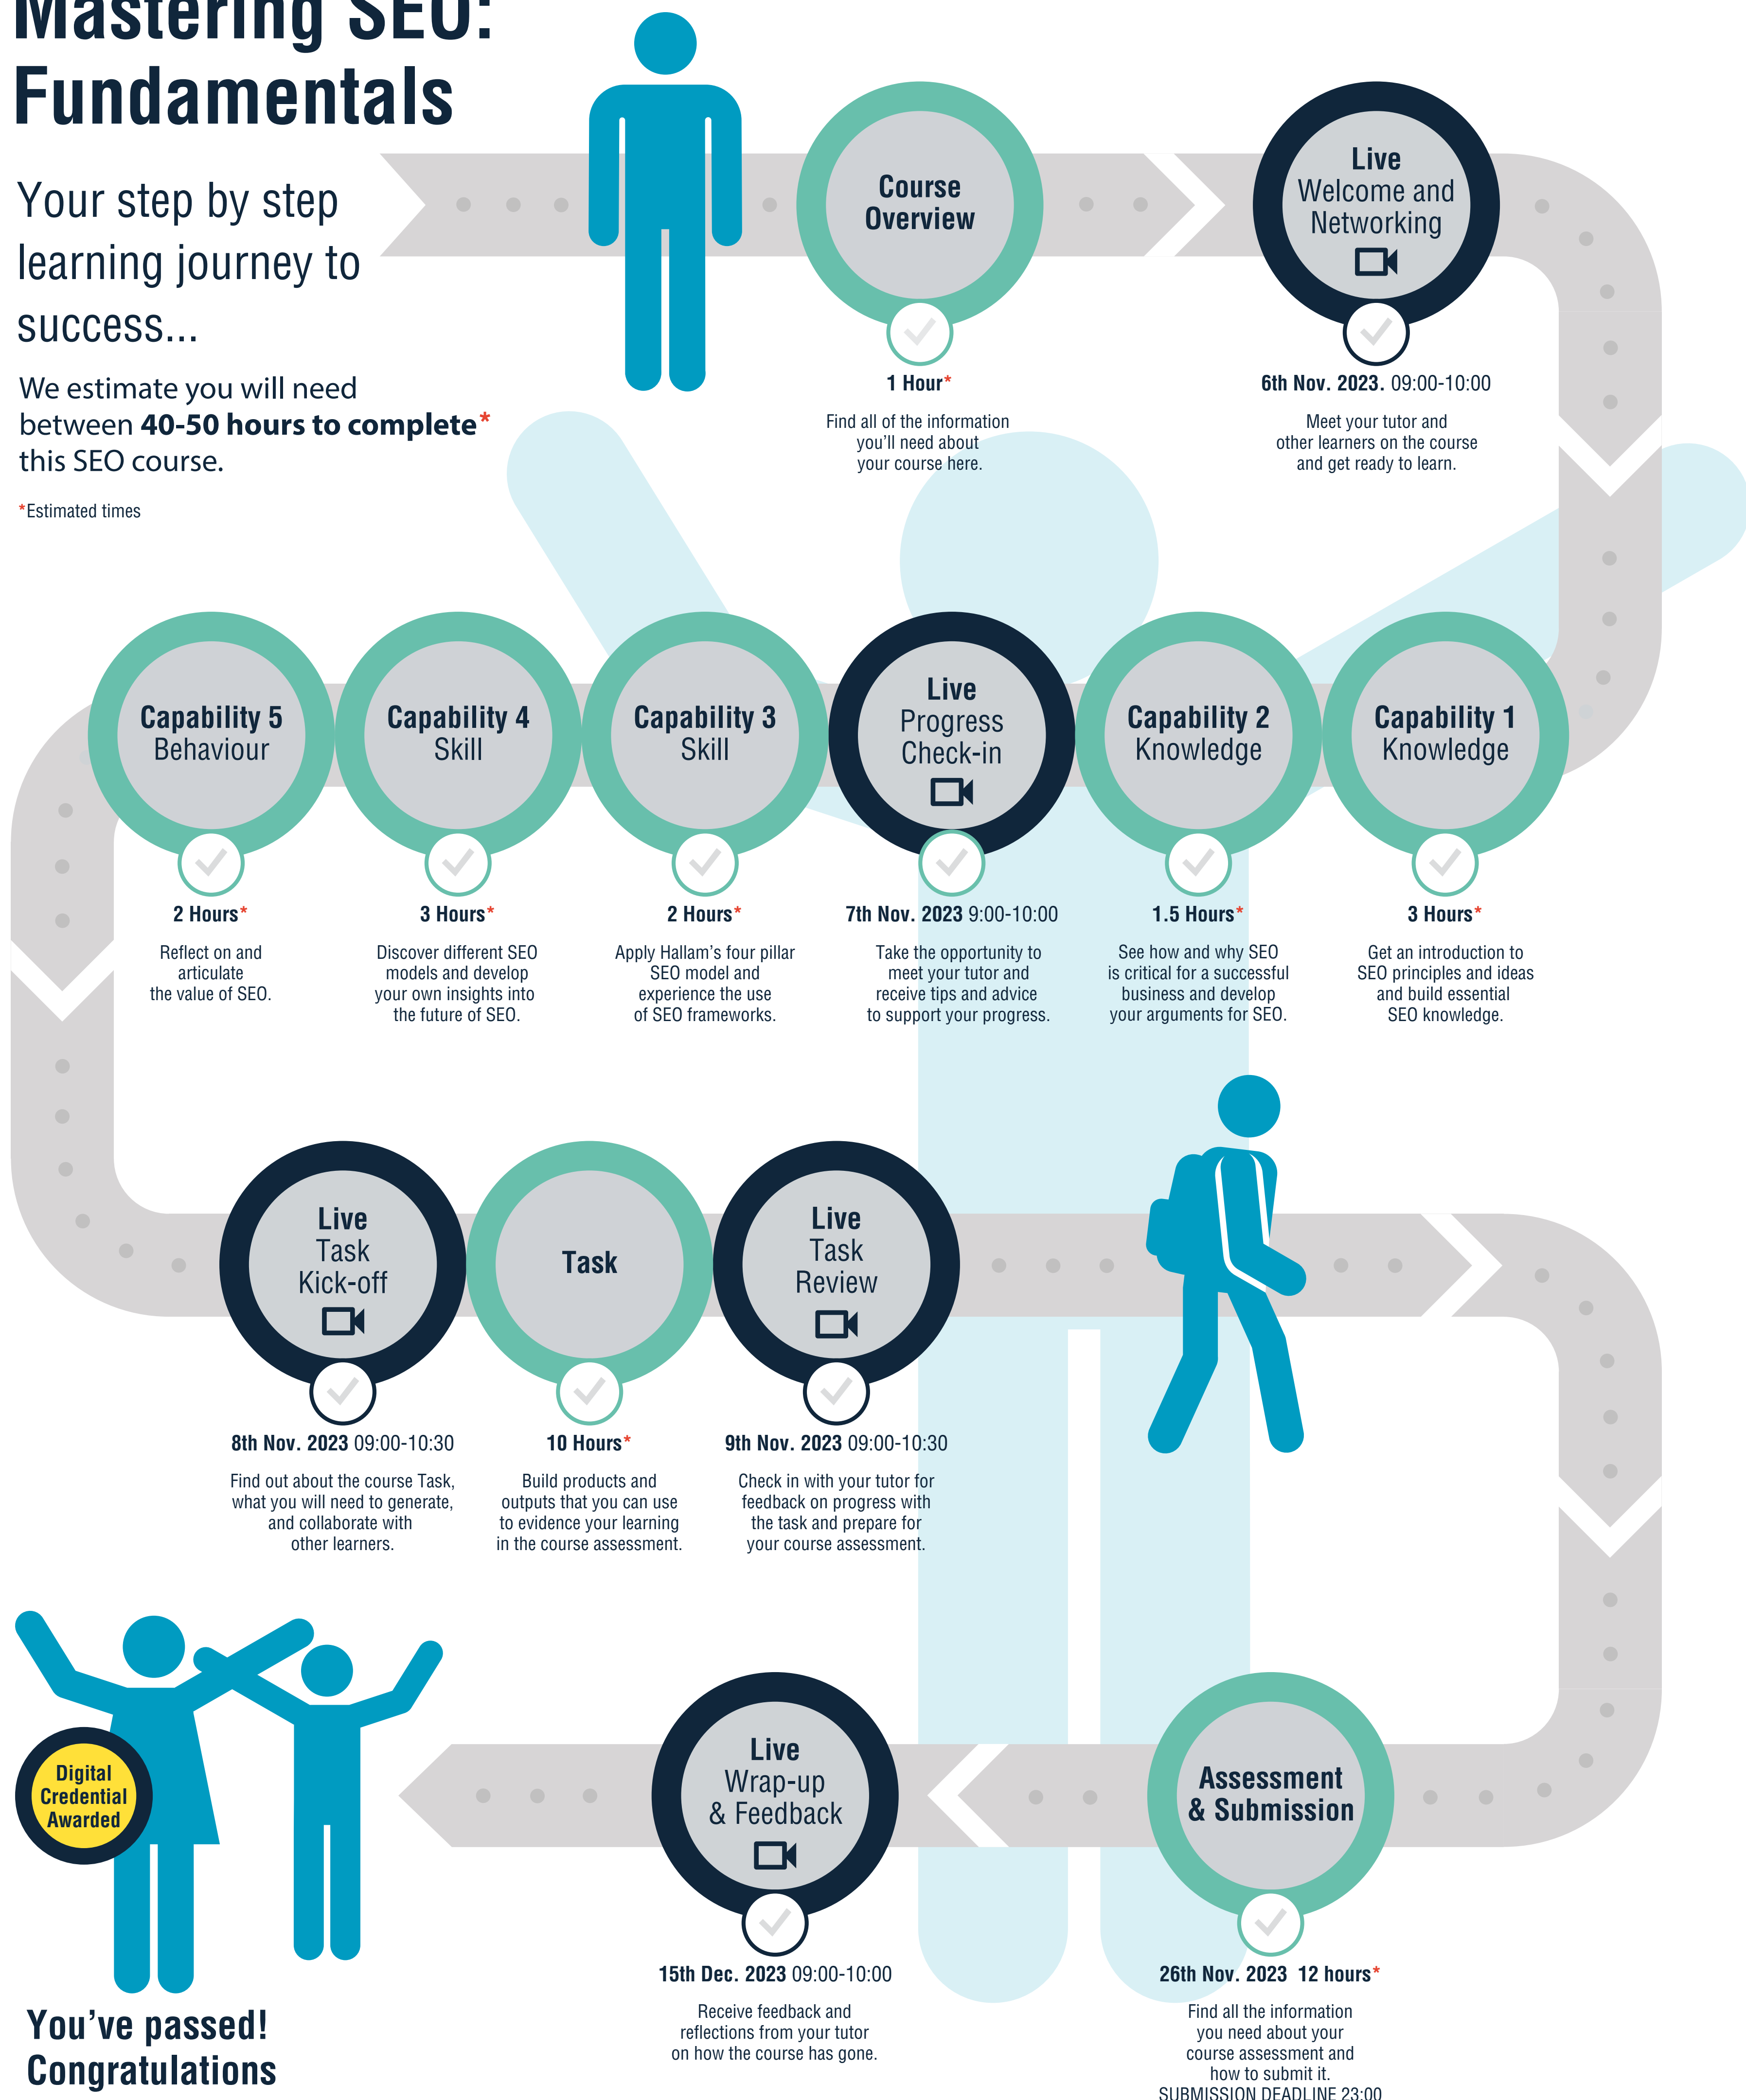 Mastering SEO:
Fundamentals
Your step by step
learning journey to
success...
We estimate you will need
between 40-50 hours to complete*
this SEO course.
*Estimated times
Course
Overview
1 Hour*
Find all of the information
you'll need about
your course here.
Live
Welcome and
Networking
6th Nov. 2023. 09:00-10:00
Meet your tutor and
other learners on the course
and get ready to learn.
Capability 5
Behaviour
2 Hours*
Reflect on and
articulate
the value of SEO.
Capability 4
Skill
3 Hours*
Discover different SEO
models and develop
your own insights into
the future of SEO.
Capability 3
Skill
2 Hours*
Apply Hallam's four pillar
SEO model and
experience the use
of SEO frameworks.
Live
Progress
Check-in
7th Nov. 2023 9:00-10:00
Take the opportunity to
meet your tutor and
receive tips and advice
to support your progress.
Capability 2
Knowledge
1.5 Hours*
See how and why SEO
is critical for a successful
business and develop
your arguments for SEO.
Capability 1
Knowledge
3 Hours*
Get an introduction to
SEO principles and ideas
and build essential
SEO knowledge.
Live
Task
Kick-off
8th Nov. 2023 09:00-10:30
Find out about the course Task,
what you will need to generate,
and collaborate with
other learners.
Task
10 Hours*
Build products and
outputs that you can use
to evidence your learning
in the course assessment.
Live
Task
Review
9th Nov. 2023 09:00-10:30
Check in with your tutor for
feedback on progress with
the task and prepare for
your course assessment.
Digital
Credential
Awarded
You've passed!
Congratulations
Live
Wrap-up
& Feedback
15th Dec. 2023 09:00-10:00
Receive feedback and
reflections from your tutor
on how the course has gone.
Assessment
& Submission
26th Nov. 2023 12 hours*
Find all the information
you need about your
course assessment and
how to submit it.
SUBMISSION DEADLINE 23:00